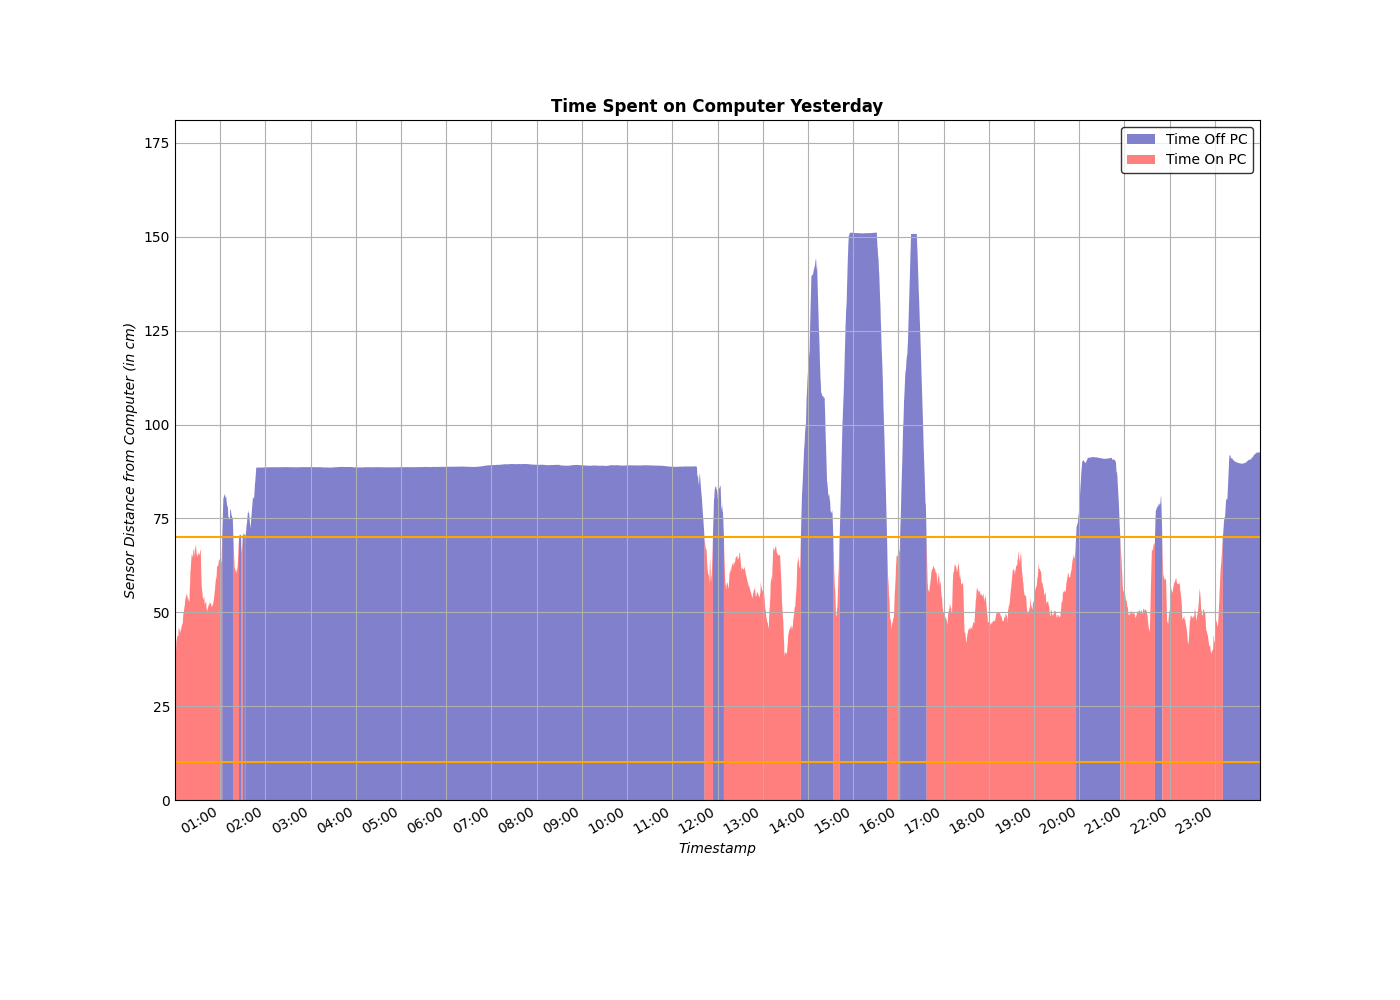 Time Spent on Computer Yesterday
Time Off PC
Time On PC
Sensor Distance from Computer (in cm)
175
150
125
100
75
50
25
0
01:00 02:00 03:00 04:00 05:00 06:00 07:00 08:00 09:00 10:00 11:00 12:00 13:00 14:00 15:00 16:00 17:00 18:00 19:00 20:00 21:00 22:00 23:00
Timestamp